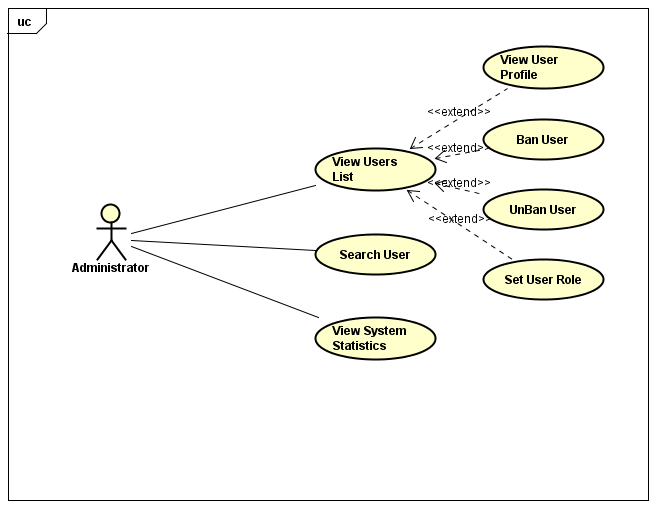 uc
View User
Profile
<<extend>>
Ban User
<<extend>>
View Users
List
<<extend>>
UnBan User
<<extend>>
Administrator
Search User
Set User Role
View System
Statistics